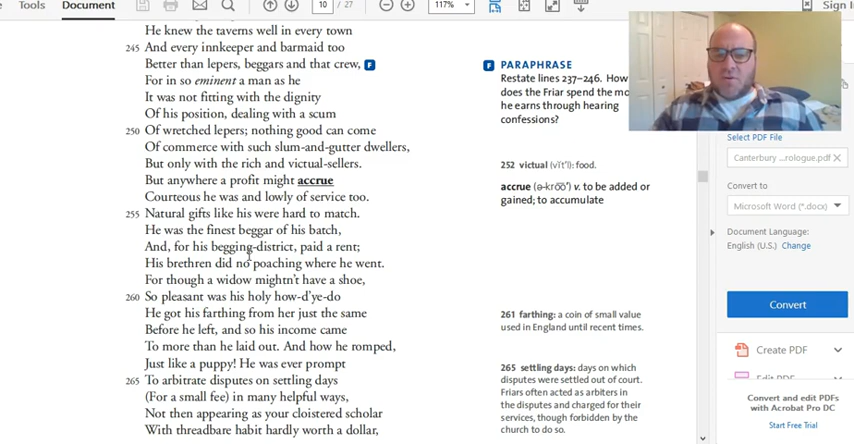 Tools
Document
10 / 27
117%
Sign I
He knew the taverns well in every town
245 And every innkeeper and barmaid too
Better than lepers, beggars and that crew, F
For in so eminent a man as he
It was not fitting with the dignity
Of his position, dealing with a scum
250 Of wretched lepers; nothing good can come
Of commerce with such slum-and-gutter dwellers,
But only with the rich and victual-sellers.
But anywhere a profit might accrue
Courteous he was and lowly of service too.
255 Natural gifts like his were hard to match.
He was the finest beggar of his batch,
And, for his begging-district, paid a rent;
His brethren did no poaching where he went.
For though a widow mightn't have a shoe,
260 So pleasant was his holy how-d'ye-do
He got his farthing from her just the same
Before he left, and so his income came
To more than he laid out. And how he romped,
Just like a puppy! He was ever prompt
265 To arbitrate disputes on settling days
(For a small fee) in many helpful ways,
Not then appearing as your cloistered scholar
With threadbare habit hardly worth a dollar,
F PARAPHRASE
Restate lines 237–246. How
does the Friar spend the mo
he earns through hearing
confessions?
252 victual (vĭt'l): food.
accrue (ə-krōō') v. to be added or
gained; to accumulate
261 farthing: a coin of small value
used in England until recent times.
265 settling days: days on which
disputes were settled out of court.
Friars often acted as arbiters in
the disputes and charged for their
services, though forbidden by the
church to do so.
Select PDF File
Canterbury ...rologue.pdf
Convert to
Microsoft Word (*.docx)
Document Language:
English (U.S.) Change
Convert
Create PDF
Edit PDF
Convert and edit PDFs
with Acrobat Pro DC
Start Free Trial